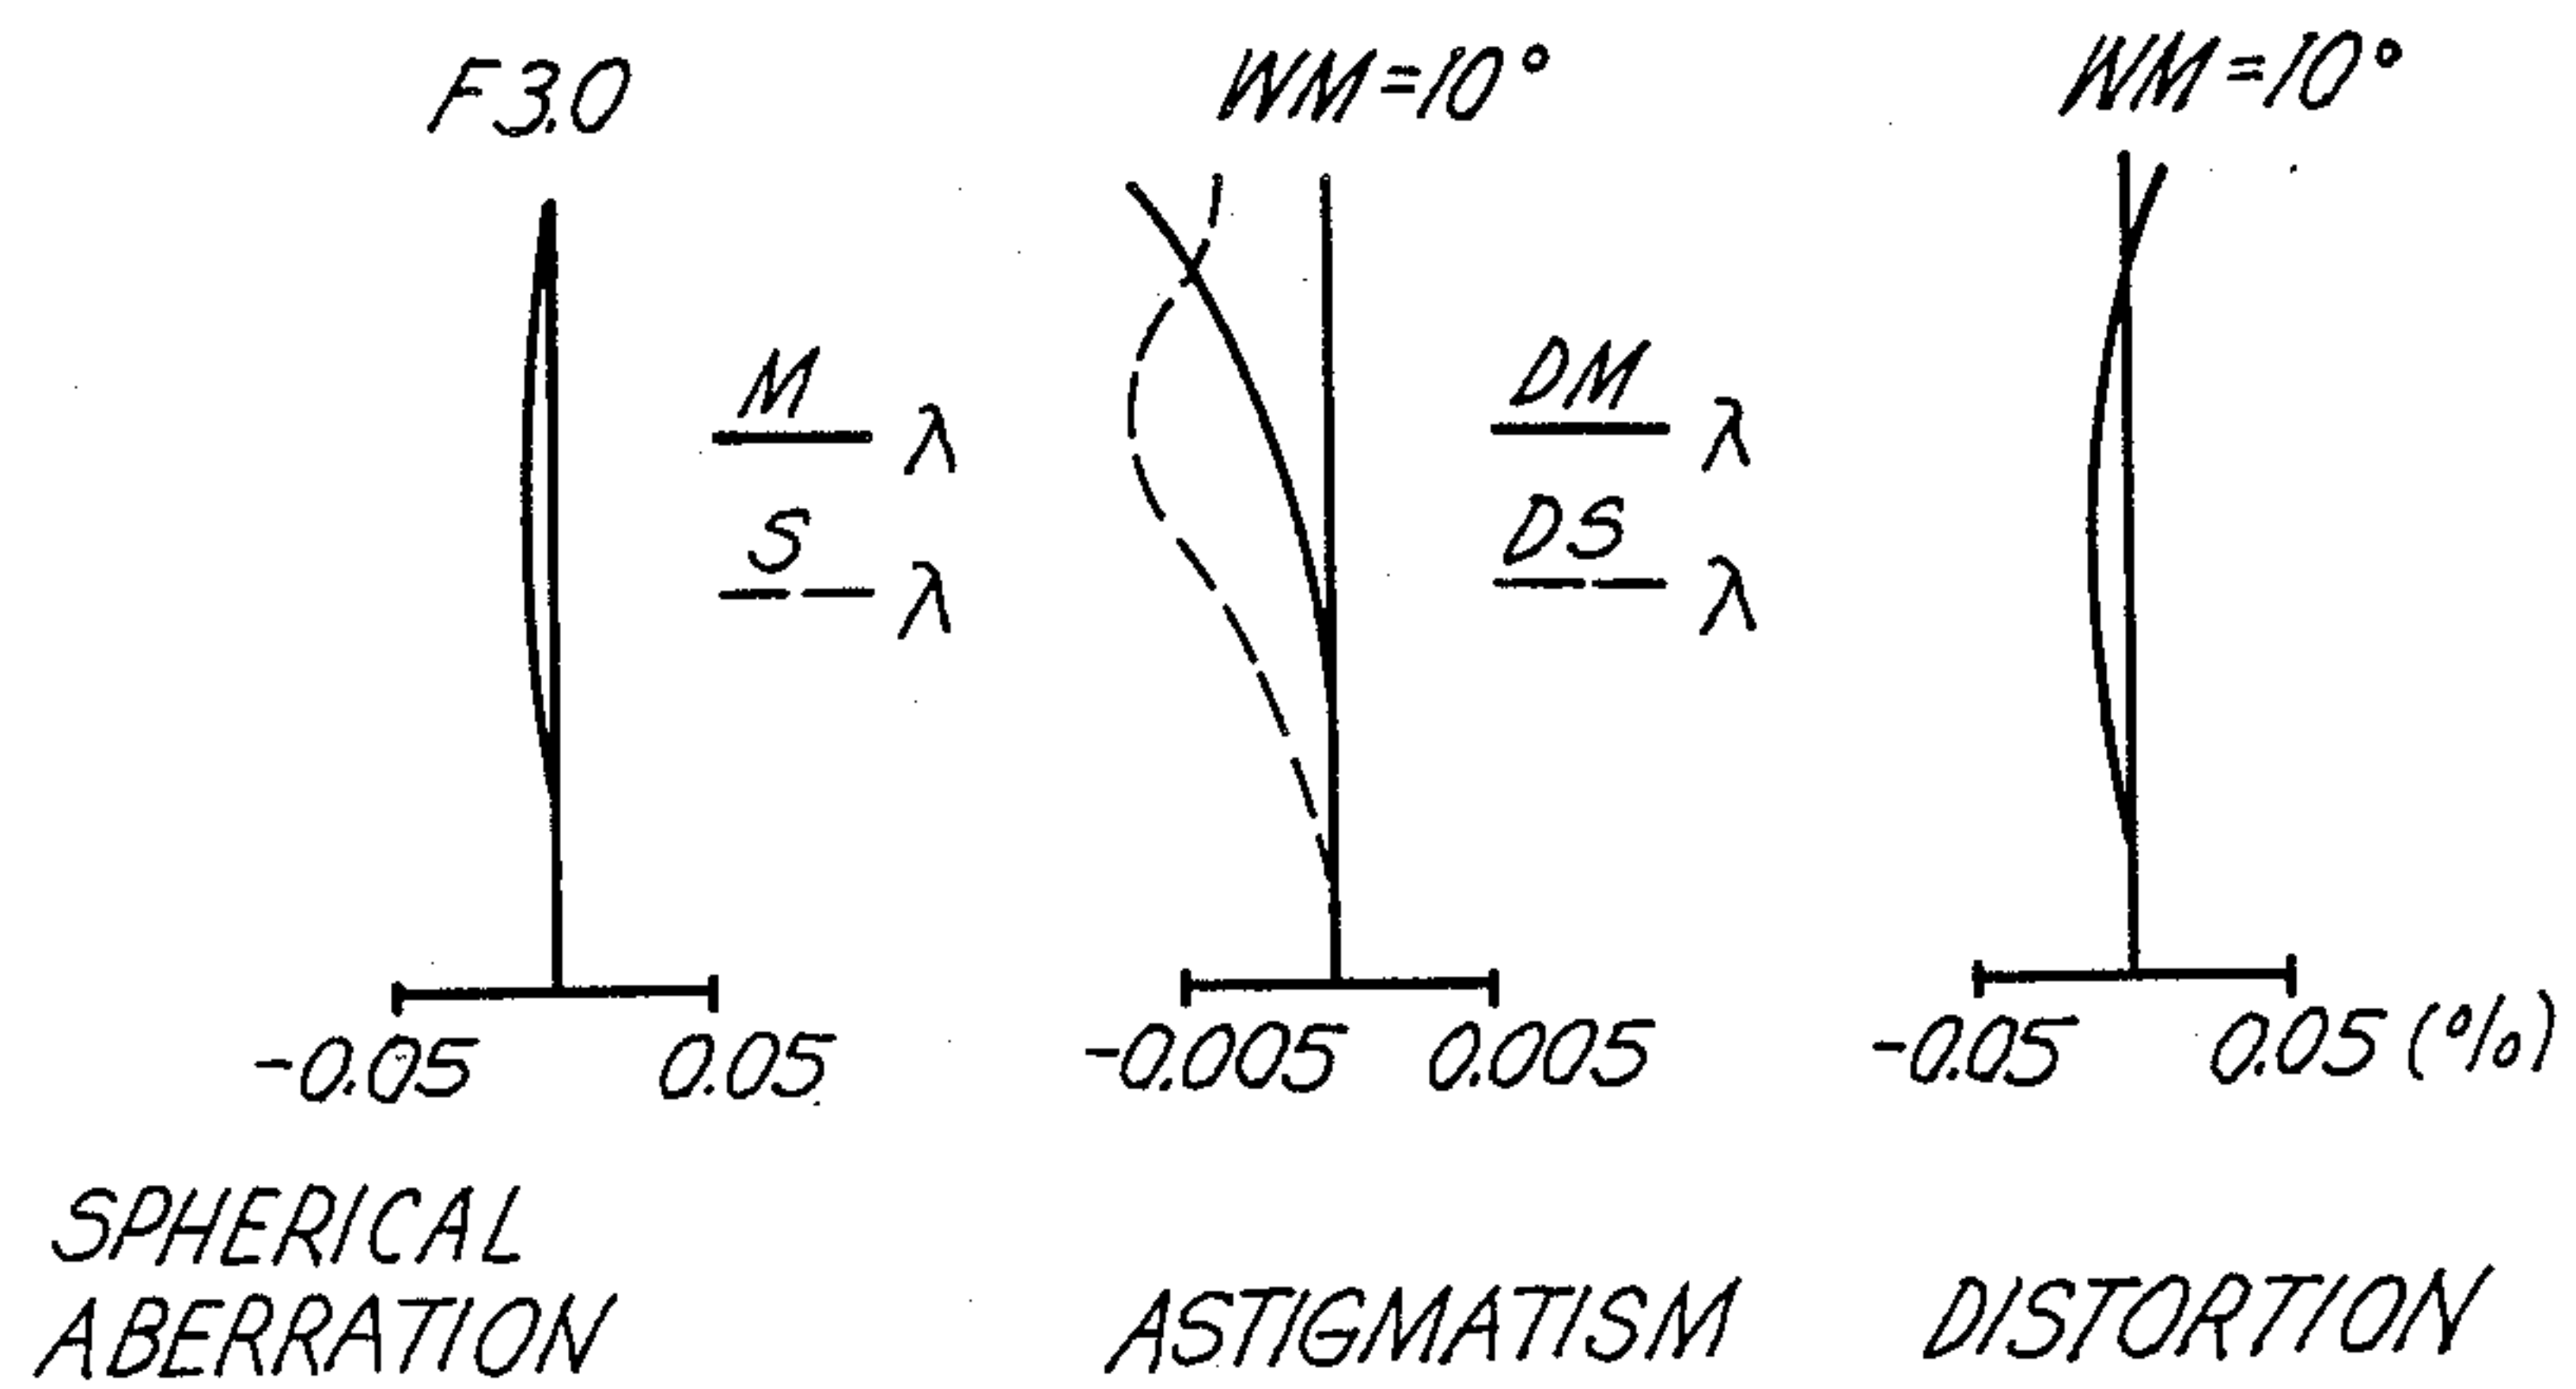 F3.0
WM=10°
WM=10°
M λ
S λ
DM λ
DS λ
-0.05 0.05
-0.005 0.005
-0.05 0.05 (%)
SPHERICAL
ABERRATION
ASTIGMATISM
DISTORTION